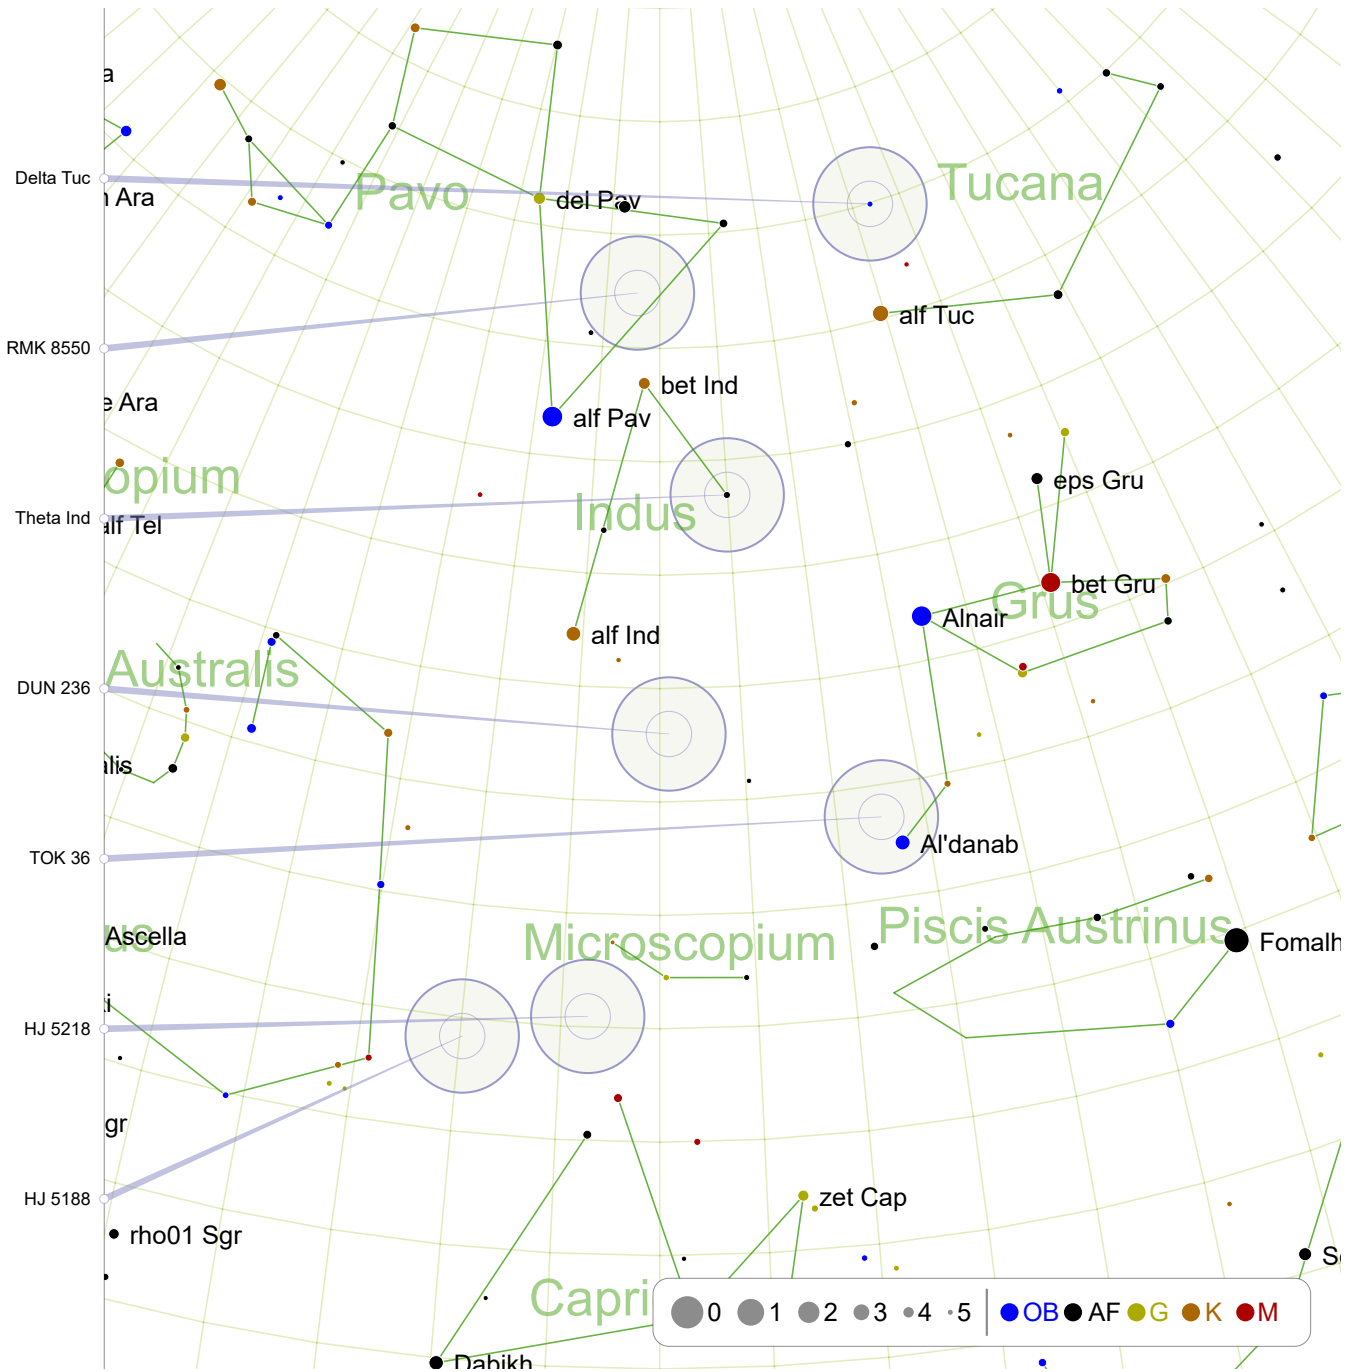 a
Delta Tuc
Ara
Pavo
del Pav
Tucana
alf Tuc
RMK 8550
bet Ind
e Ara
alf Pav
opium
eps Gru
Theta Ind
alf Tel
Indus
bet Gru
Grus
Alnair
alf Ind
Australis
DUN 236
alis
Al'danab
TOK 36
us
Ascella
Microscopium
Piscis Austrinus
Fomalh
i
HJ 5218
gr
HJ 5188
zet Cap
rho01 Sgr
S
Capri
0 1 2 3 4 5 OB AF G K M
Dabikh